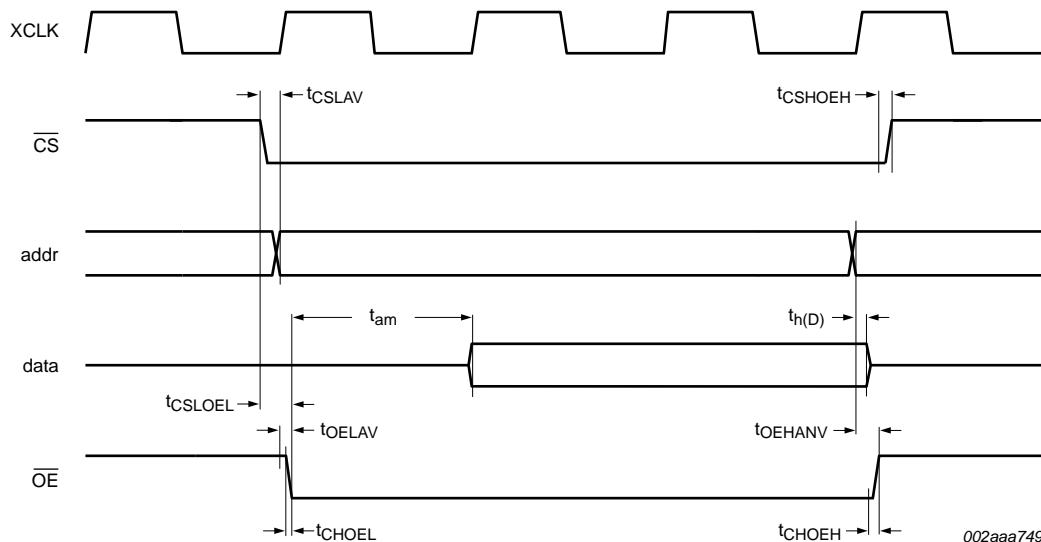 XCLK
tCSLAV
tCSHOEH
CS
addr
tam
th(D)
data
tCSLOEL
tOELAV
tOEHANV
OE
tCHOEL
tCHOEH
002aaa749